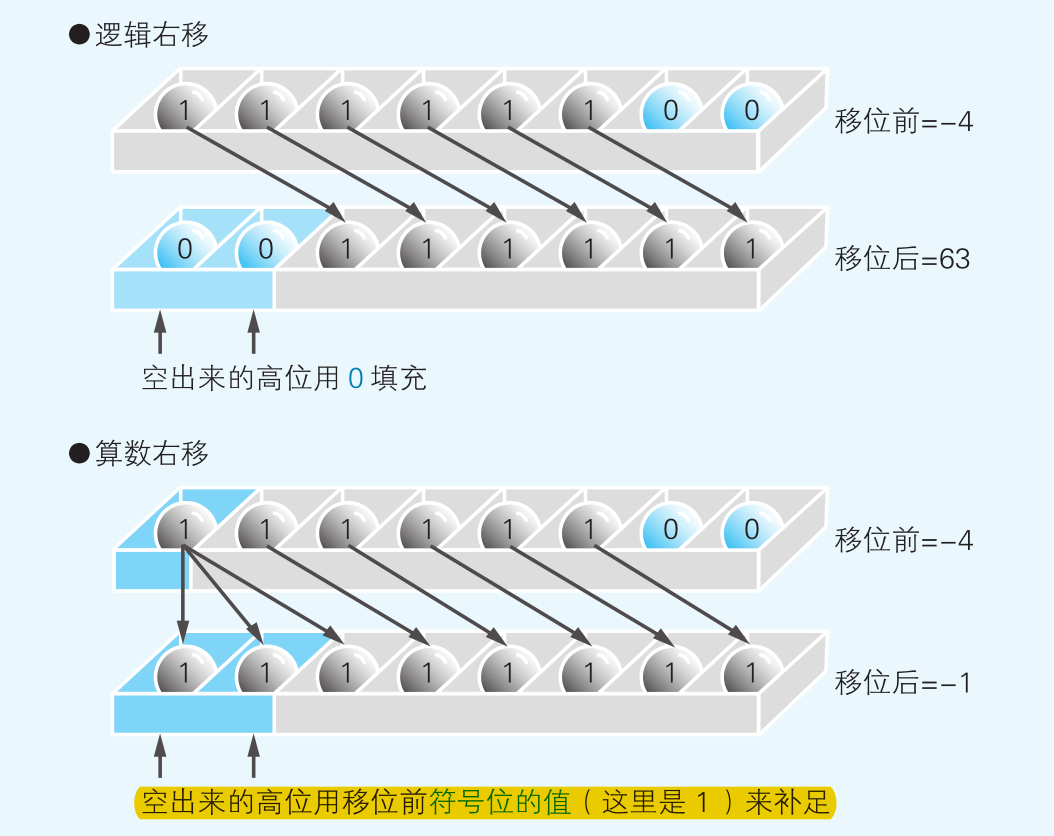 ●逻辑右移
1 1 1 1 1 1 0 0 移位前=–4
0 0 1 1 1 1 1 1 移位后=63
空出来的高位用 0 填充
●算数右移
1 1 1 1 1 1 0 0 移位前=–4
1 1 1 1 1 1 1 1 移位后=–1
空出来的高位用移位前符号位的值（这里是 1 ）来补足